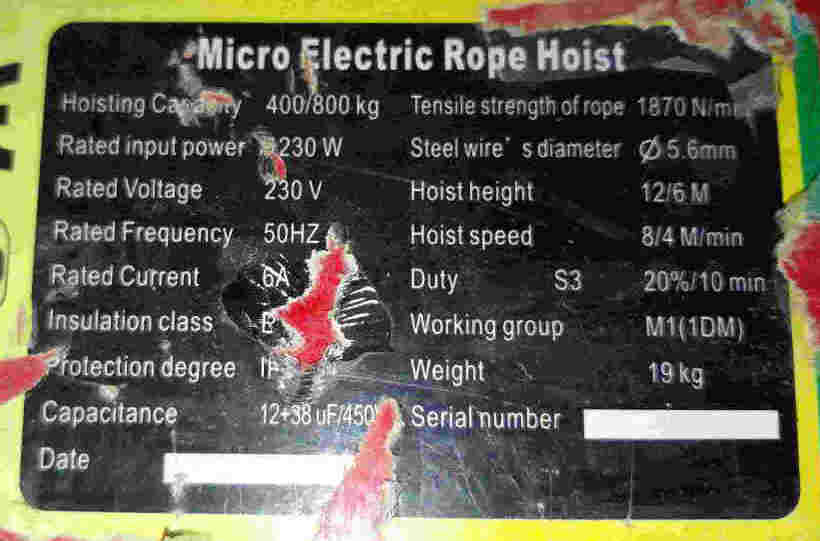 Micro Electric Rope Hoist
Hoisting Capacity 400/800 kg Tensile strength of rope 1870 N/m
Rated input power 230 W Steel wire's diameter Ø 5.6mm
Rated Voltage 230 V Hoist height 12/6 M
Rated Frequency 50HZ Hoist speed 8/4 M/min
Rated Current 6A Duty S3 20%/10 min
Insulation class Working group M1(1DM)
Protection degree Weight 19 kg
Capacitance 12+38 uF/450 Serial number
Date